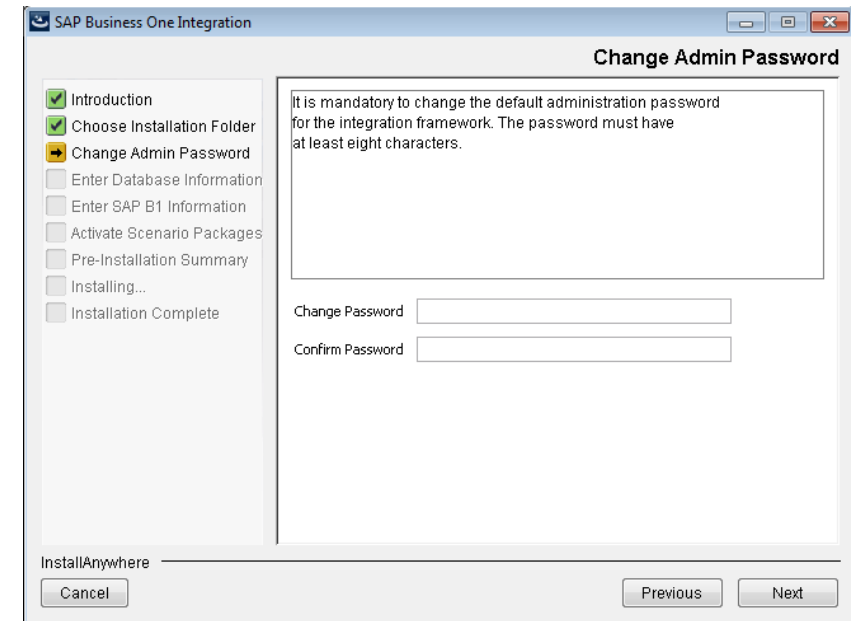 SAP Business One Integration
Change Admin Password
Introduction
Choose Installation Folder
Change Admin Password
Enter Database Information
Enter SAP B1 Information
Activate Scenario Packages
Pre-Installation Summary
Installing...
Installation Complete
It is mandatory to change the default administration password
for the integration framework. The password must have
at least eight characters.
Change Password
Confirm Password
InstallAnywhere
Cancel
Previous
Next